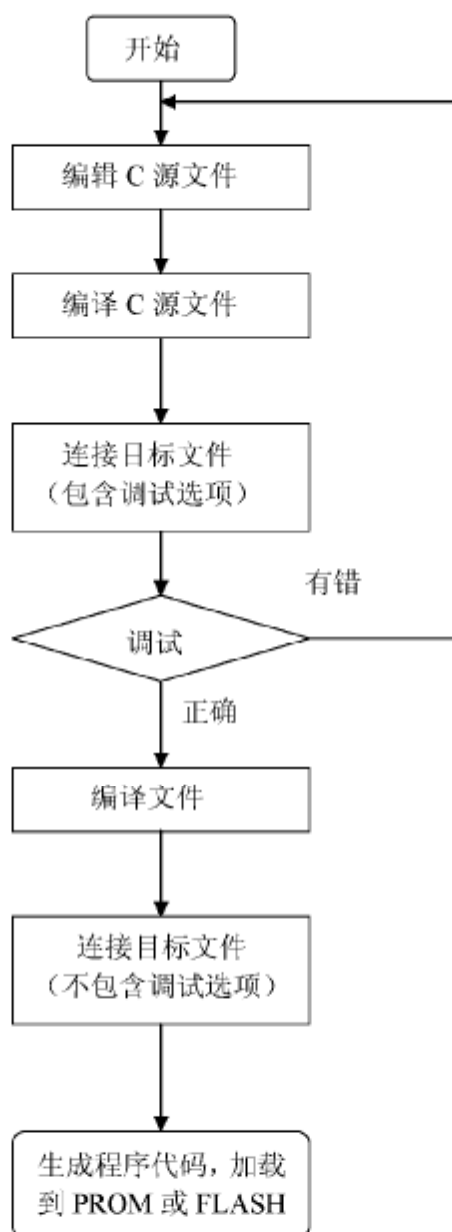 开始
编辑 C 源文件
编译 C 源文件
连接目标文件
（包含调试选项）
有错
调试
正确
编译文件
连接目标文件
（不包含调试选项）
生成程序代码，加载
到 PROM 或 FLASH